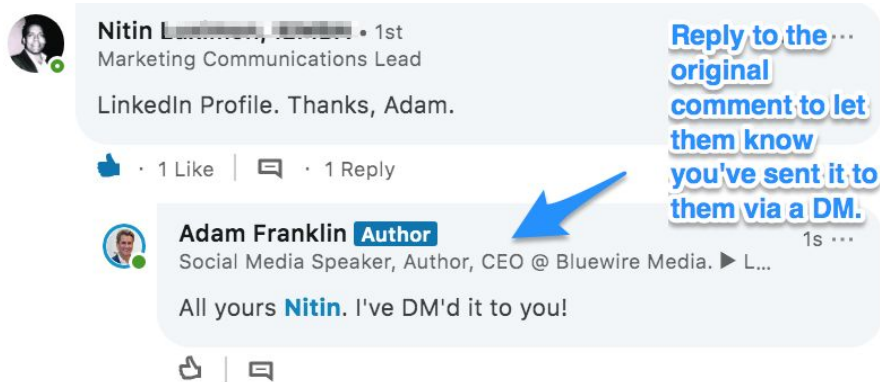 Nitin • 1st
Marketing Communications Lead
LinkedIn Profile. Thanks, Adam.
1 Like 1 Reply
Reply to the
original
comment to let
them know
you've sent it to
them via a DM.
Adam Franklin Author
1s
Social Media Speaker, Author, CEO @ Bluewire Media. ▶ L...
All yours Nitin. I've DM'd it to you!